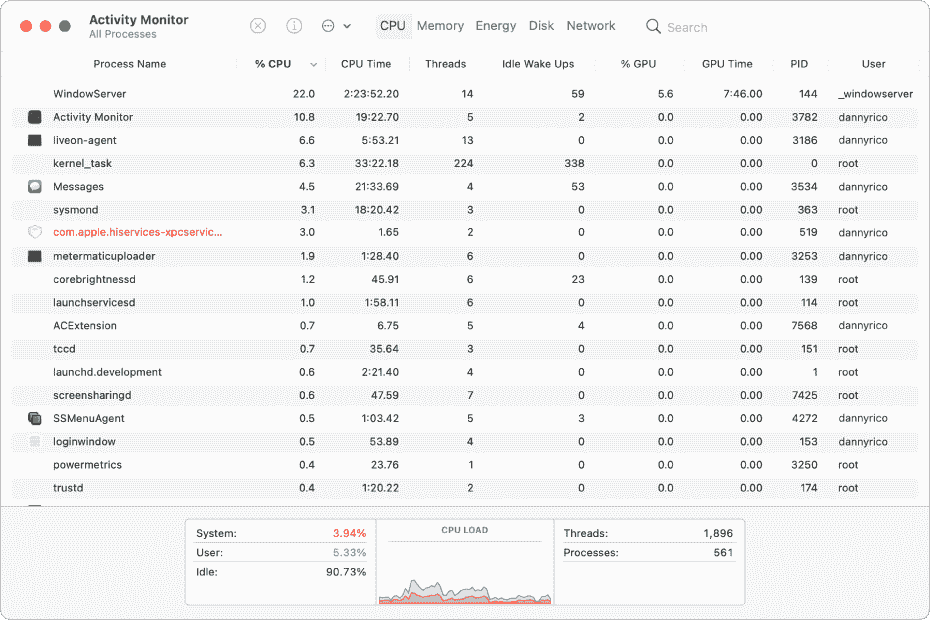 Activity Monitor
All Processes
CPU Memory Energy Disk Network Search
Process Name % CPU CPU Time Threads Idle Wake Ups % GPU GPU Time PID User
WindowServer 22.0 2:23:52.20 14 59 5.6 7:46.00 144 _windowserver
Activity Monitor 10.8 19:22.70 5 2 0.0 0.00 3782 dannyrico
liveon-agent 6.6 5:53.21 13 0 0.0 0.00 3186 dannyrico
kernel_task 6.3 33:22.18 224 338 0.0 0.00 0 root
Messages 4.5 21:33.69 4 53 0.0 0.00 3534 dannyrico
sysmond 3.1 18:20.42 3 0 0.0 0.00 363 root
com.apple.hiservices-xpcservic... 3.0 1.65 2 0 0.0 0.00 519 dannyrico
metermaticuploader 1.9 1:28.40 6 0 0.0 0.00 3253 dannyrico
corebrightnessd 1.2 45.91 6 23 0.0 0.00 139 root
launchservicesd 1.0 1:58.11 6 0 0.0 0.00 114 root
ACExtension 0.7 6.75 5 4 0.0 0.00 7568 dannyrico
tccd 0.7 35.64 3 0 0.0 0.00 151 root
launchd.development 0.6 2:21.40 4 0 0.0 0.00 1 root
screensharingd 0.6 47.59 7 0 0.0 0.00 7425 root
SSMenuAgent 0.5 1:03.42 5 3 0.0 0.00 4272 dannyrico
loginwindow 0.5 53.89 4 0 0.0 0.00 153 dannyrico
powermetrics 0.4 23.76 1 0 0.0 0.00 3250 root
trustd 0.4 1:20.22 2 0 0.0 0.00 174 root
System: 3.94% CPU LOAD Threads: 1,896
User: 5.33% Processes: 561
Idle: 90.73%